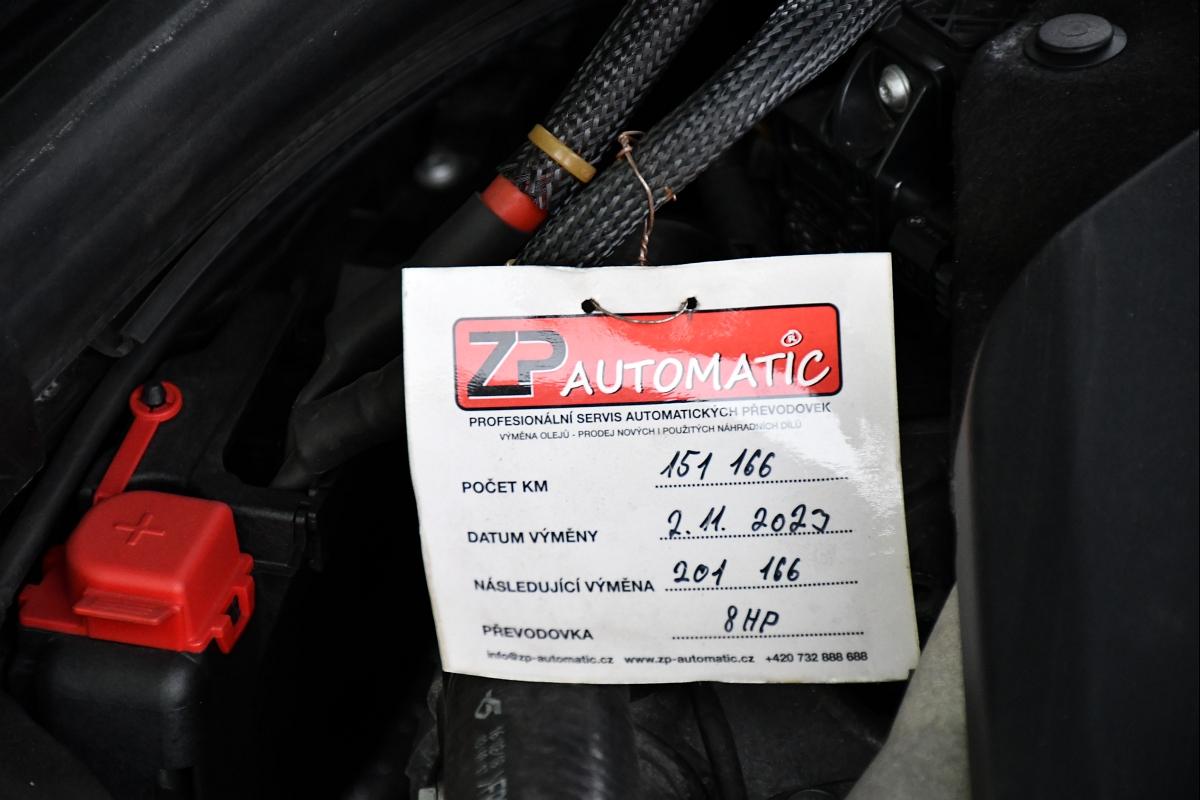 ZP AUTOMATIC ®
PROFESIONÁLNÍ SERVIS AUTOMATICKÝCH PŘEVODOVEK
VÝMĚNA OLEJŮ - PRODEJ NOVÝCH I POUŽITÝCH NÁHRADNÍCH DÍLŮ
POČET KM 151 166
DATUM VÝMĚNY 2.11. 2023
NÁSLEDUJÍCÍ VÝMĚNA 201 166
PŘEVODOVKA 8HP
info@zp-automatic.cz www.zp-automatic.cz +420 732 888 688